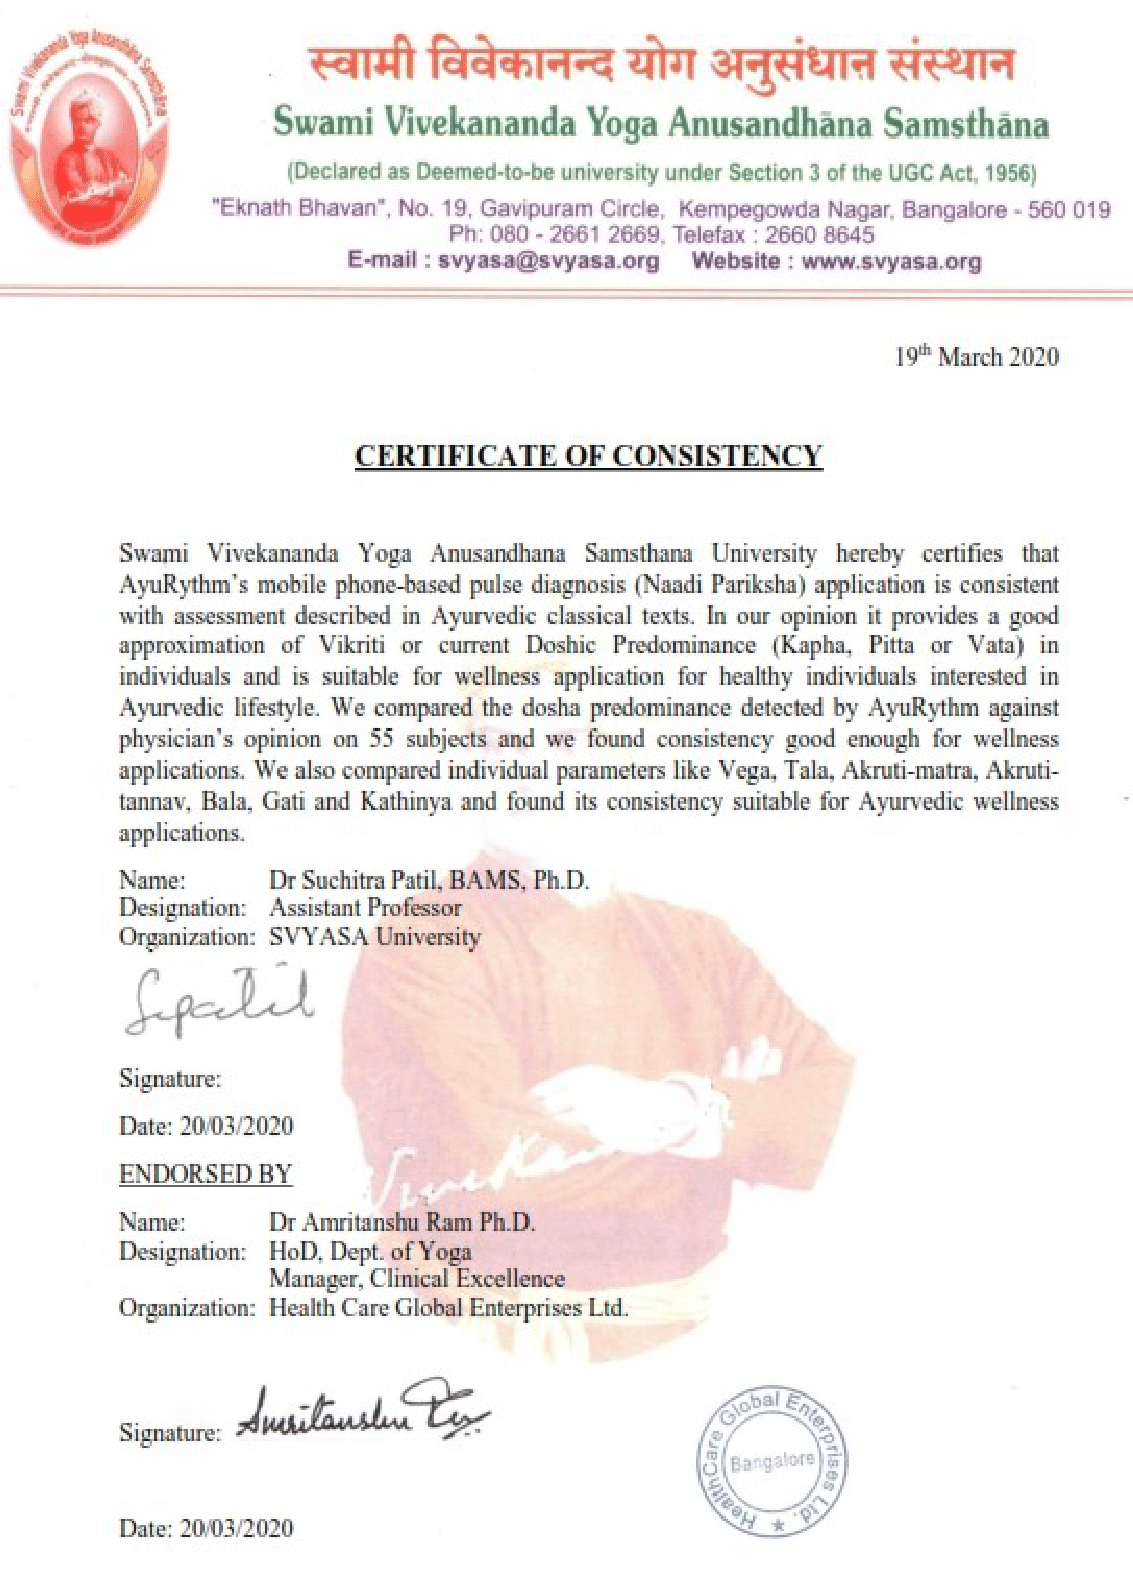 Swami Vivekananda Yoga Anusandhāna Samsthāna
स्वामी विवेकानन्द योग अनुसंधान संस्थान
Swami Vivekananda Yoga Anusandhāna Samsthāna
(Declared as Deemed-to-be university under Section 3 of the UGC Act, 1956)
"Eknath Bhavan", No. 19, Gavipuram Circle, Kempegowda Nagar, Bangalore - 560 019
Ph: 080 - 2661 2669, Telefax : 2660 8645
E-mail : svyasa@svyasa.org Website : www.svyasa.org
19th March 2020
CERTIFICATE OF CONSISTENCY
Swami Vivekananda Yoga Anusandhana Samsthana University hereby certifies that
AyuRythm's mobile phone-based pulse diagnosis (Naadi Pariksha) application is consistent
with assessment described in Ayurvedic classical texts. In our opinion it provides a good
approximation of Vikriti or current Doshic Predominance (Kapha, Pitta or Vata) in
individuals and is suitable for wellness application for healthy individuals interested in
Ayurvedic lifestyle. We compared the dosha predominance detected by AyuRythm against
physician's opinion on 55 subjects and we found consistency good enough for wellness
applications. We also compared individual parameters like Vega, Tala, Akruti-matra, Akruti-
tannav, Bala, Gati and Kathinya and found its consistency suitable for Ayurvedic wellness
applications.
Name: Dr Suchitra Patil, BAMS, Ph.D.
Designation: Assistant Professor
Organization: SVYASA University
Spatil
Signature:
Date: 20/03/2020
ENDORSED BY
Name: Dr Amritanshu Ram Ph.D.
Designation: HoD, Dept. of Yoga
Manager, Clinical Excellence
Organization: Health Care Global Enterprises Ltd.
Signature: Amritanshu
HealthCare Global Enterprises Ltd.
Bangalore
Date: 20/03/2020